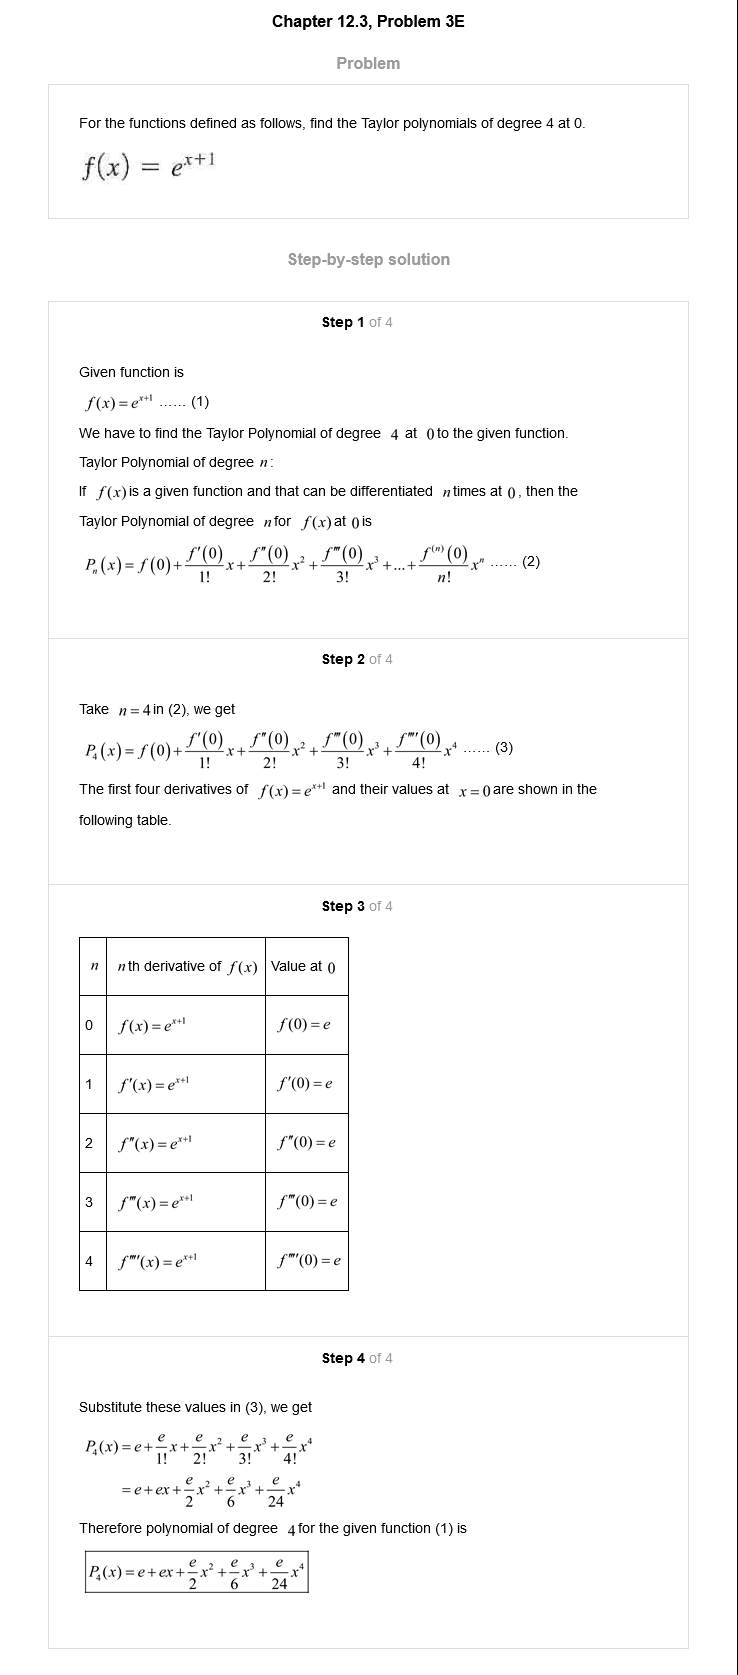 Chapter 12.3, Problem 3E
Problem
For the functions defined as follows, find the Taylor polynomials of degree 4 at 0.
f(x) = e^{x+1}
Step-by-step solution
Step 1 of 4
Given function is
f(x) = e^{x+1} ...... (1)
We have to find the Taylor Polynomial of degree 4 at 0 to the given function.
Taylor Polynomial of degree n:
If f(x) is a given function and that can be differentiated n times at 0, then the
Taylor Polynomial of degree n for f(x) at 0 is
P_n(x) = f(0) + \frac{f'(0)}{1!}x + \frac{f''(0)}{2!}x^2 + \frac{f'''(0)}{3!}x^3 + ... + \frac{f^{(n)}(0)}{n!}x^n ...... (2)
Step 2 of 4
Take n = 4 in (2), we get
P_4(x) = f(0) + \frac{f'(0)}{1!}x + \frac{f''(0)}{2!}x^2 + \frac{f'''(0)}{3!}x^3 + \frac{f''''(0)}{4!}x^4 ...... (3)
The first four derivatives of f(x) = e^{x+1} and their values at x = 0 are shown in the
following table.
Step 3 of 4
n nth derivative of f(x) Value at 0
0 f(x) = e^{x+1} f(0) = e
1 f'(x) = e^{x+1} f'(0) = e
2 f''(x) = e^{x+1} f''(0) = e
3 f'''(x) = e^{x+1} f'''(0) = e
4 f''''(x) = e^{x+1} f''''(0) = e
Step 4 of 4
Substitute these values in (3), we get
P_4(x) = e + \frac{e}{1!}x + \frac{e}{2!}x^2 + \frac{e}{3!}x^3 + \frac{e}{4!}x^4
= e + ex + \frac{e}{2}x^2 + \frac{e}{6}x^3 + \frac{e}{24}x^4
Therefore polynomial of degree 4 for the given function (1) is
P_4(x) = e + ex + \frac{e}{2}x^2 + \frac{e}{6}x^3 + \frac{e}{24}x^4